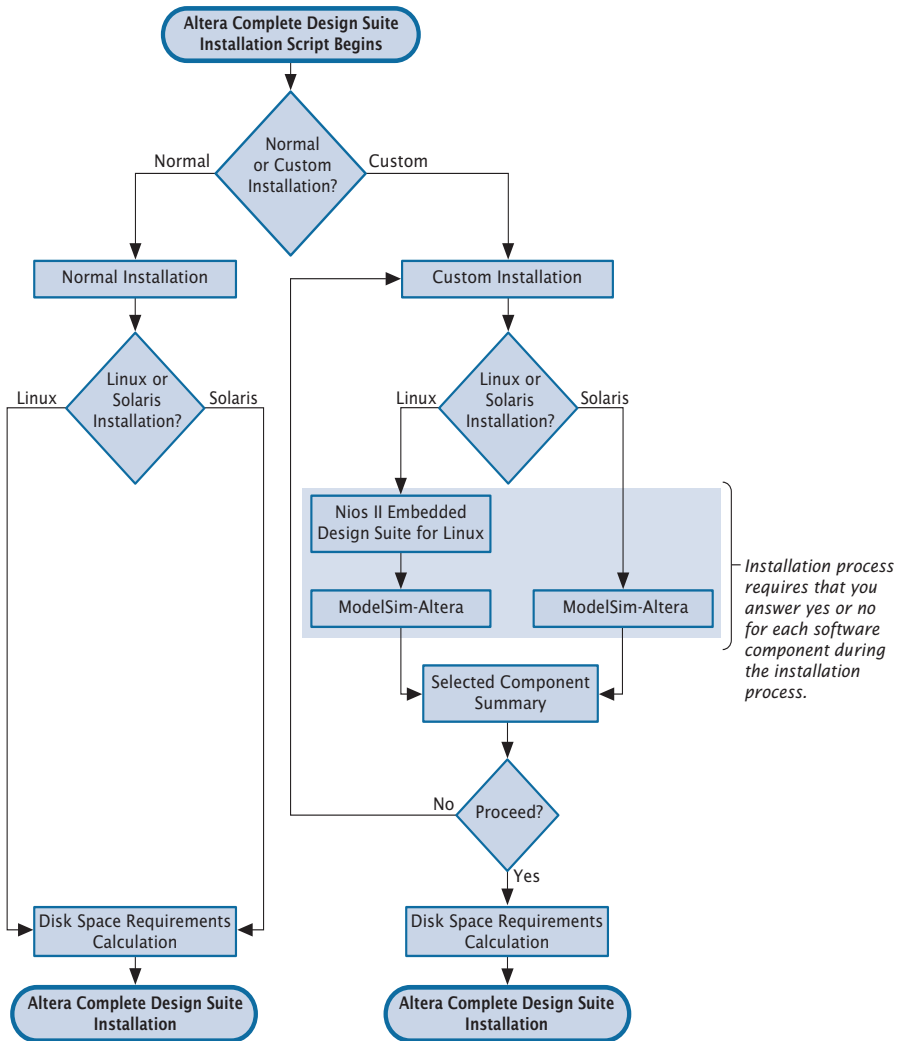 Altera Complete Design Suite
Installation Script Begins
Normal
or Custom
Installation?
Normal
Custom
Normal Installation
Custom Installation
Linux or
Solaris
Installation?
Linux
Solaris
Linux or
Solaris
Installation?
Linux
Solaris
Nios II Embedded
Design Suite for Linux
ModelSim-Altera
ModelSim-Altera
Installation process
requires that you
answer yes or no
for each software
component during
the installation
process.
Selected Component
Summary
Proceed?
No
Yes
Disk Space Requirements
Calculation
Disk Space Requirements
Calculation
Altera Complete Design Suite
Installation
Altera Complete Design Suite
Installation